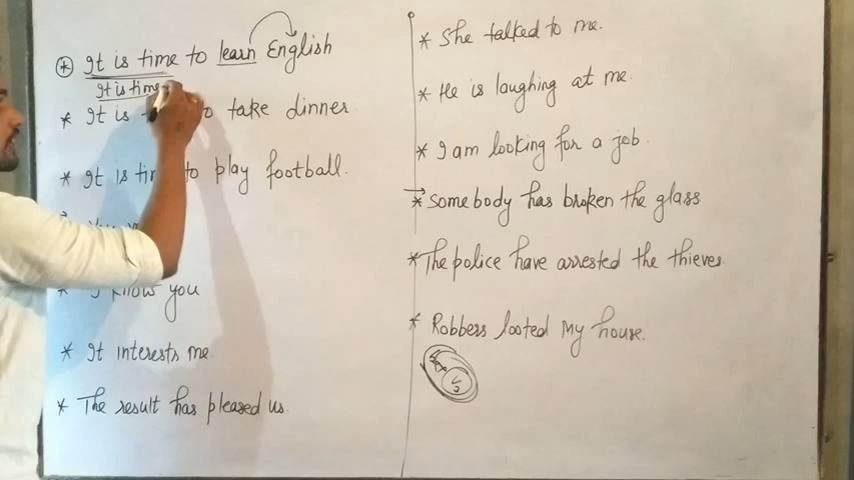 It is time to learn English
It is time
It is to take dinner
It is to play football.
I know you
It interests me
The result has pleased us.
She talked to me.
He is laughing at me.
I am looking for a job.
Somebody has broken the glass
The police have arrested the thieves.
Robbers looted my house.